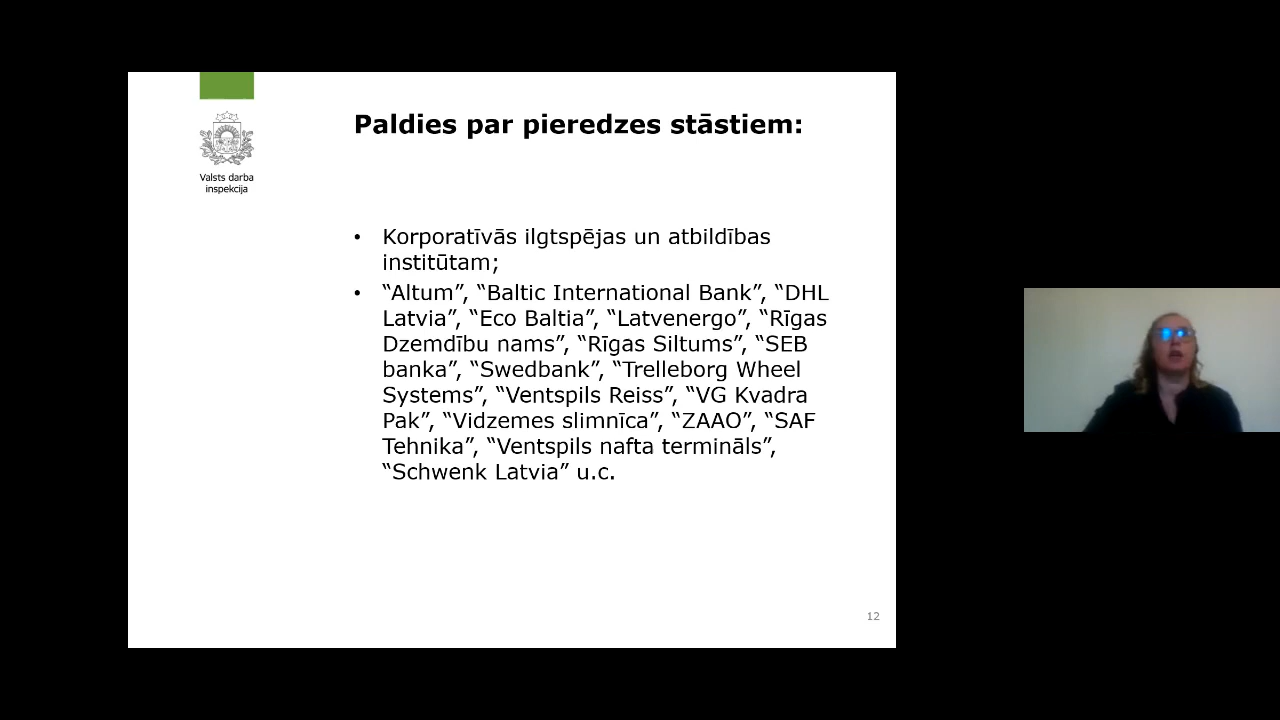 Paldies par pieredzes stāstiem:
Valsts darba
inspekcija
• Korporatīvās ilgtspējas un atbildības
institūtam;
• “Altum”, “Baltic International Bank”, “DHL
Latvia”, “Eco Baltia”, “Latvenergo”, “Rīgas
Dzemdību nams”, “Rīgas Siltums”, “SEB
banka”, “Swedbank”, “Trelleborg Wheel
Systems”, “Ventspils Reiss”, “VG Kvadra
Pak”, “Vidzemes slimnīca”, “ZAAO”, “SAF
Tehnika”, “Ventspils nafta termināls”,
“Schwenk Latvia” u.c.
12